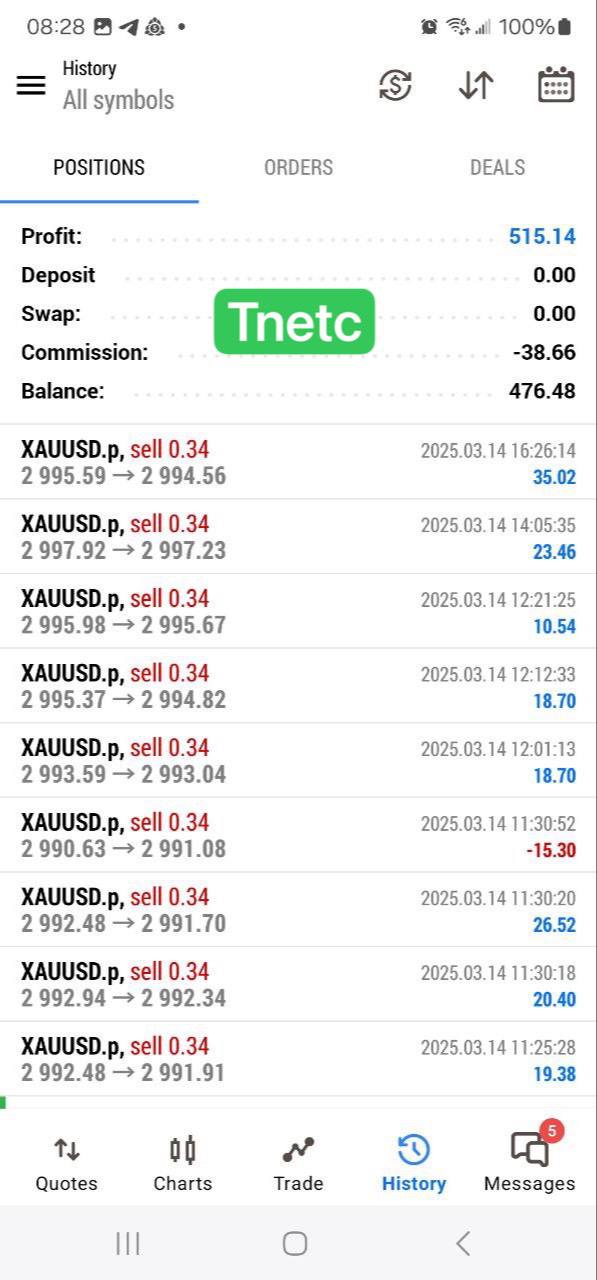 08:28 100%
History
All symbols
POSITIONS ORDERS DEALS
Profit: 515.14
Deposit 0.00
Swap: 0.00
Tnetc
Commission: -38.66
Balance: 476.48
XAUUSD.p, sell 0.34 2025.03.14 16:26:14
2 995.59 → 2 994.56 35.02
XAUUSD.p, sell 0.34 2025.03.14 14:05:35
2 997.92 → 2 997.23 23.46
XAUUSD.p, sell 0.34 2025.03.14 12:21:25
2 995.98 → 2 995.67 10.54
XAUUSD.p, sell 0.34 2025.03.14 12:12:33
2 995.37 → 2 994.82 18.70
XAUUSD.p, sell 0.34 2025.03.14 12:01:13
2 993.59 → 2 993.04 18.70
XAUUSD.p, sell 0.34 2025.03.14 11:30:52
2 990.63 → 2 991.08 -15.30
XAUUSD.p, sell 0.34 2025.03.14 11:30:20
2 992.48 → 2 991.70 26.52
XAUUSD.p, sell 0.34 2025.03.14 11:30:18
2 992.94 → 2 992.34 20.40
XAUUSD.p, sell 0.34 2025.03.14 11:25:28
2 992.48 → 2 991.91 19.38
5
Quotes Charts Trade History Messages